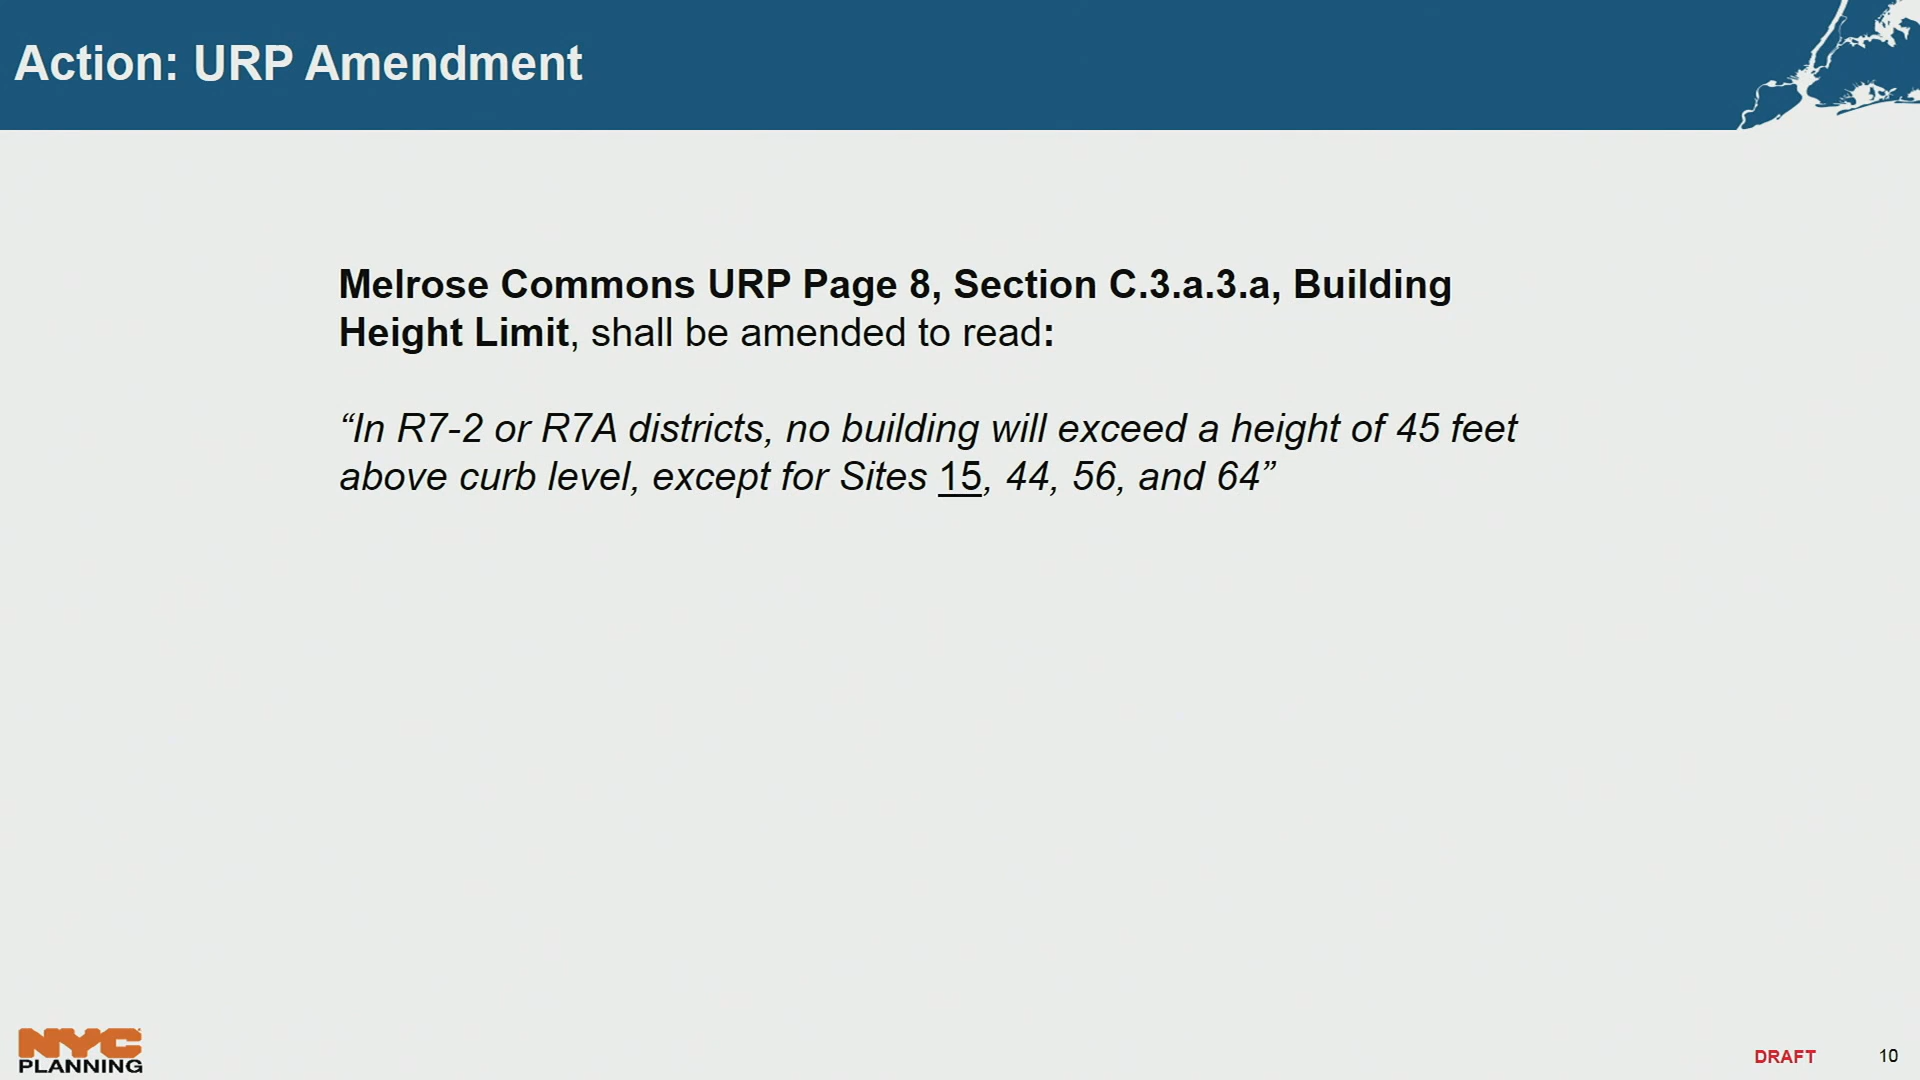 Action: URP Amendment
Melrose Commons URP Page 8, Section C.3.a.3.a, Building
Height Limit, shall be amended to read:
“In R7-2 or R7A districts, no building will exceed a height of 45 feet
above curb level, except for Sites 15, 44, 56, and 64”
NYC
PLANNING
DRAFT
10